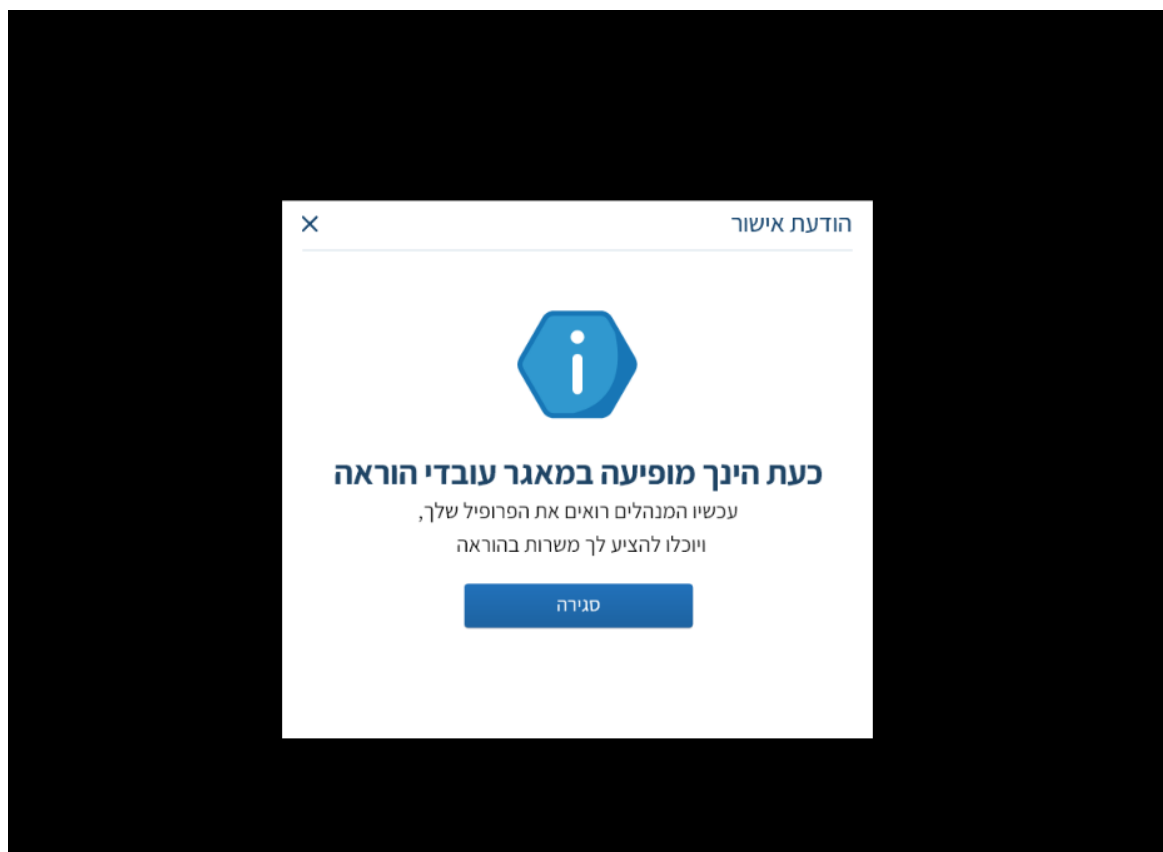 הודעת אישור
כעת הינך מופיעה במאגר עובדי הוראה
עכשיו המנהלים רואים את הפרופיל שלך,
ויוכלו להציע לך משרות בהוראה
סגירה